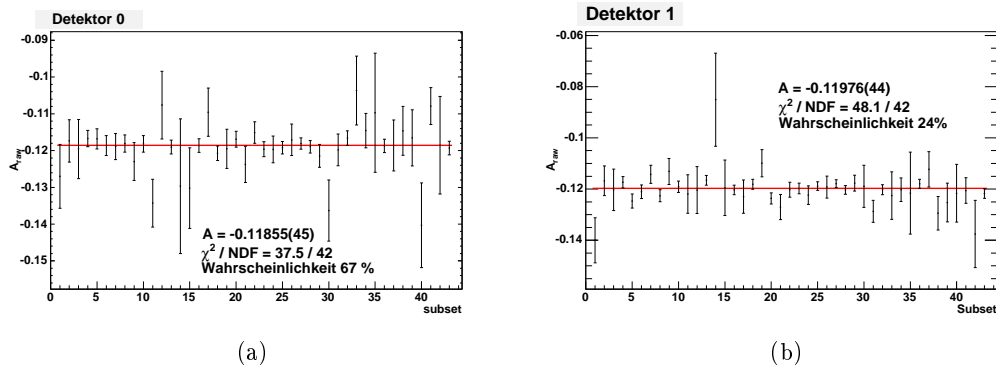 Detektor 0
-0.09
-0.1
-0.11
-0.12
-0.13
-0.14
-0.15
A_raw
A = -0.11855(45)
χ² / NDF = 37.5 / 42
Wahrscheinlichkeit 67 %
0 5 10 15 20 25 30 35 40
subset
(a)
Detektor 1
-0.06
-0.08
-0.1
-0.12
-0.14
A_raw
A = -0.11976(44)
χ² / NDF = 48.1 / 42
Wahrscheinlichkeit 24%
0 5 10 15 20 25 30 35 40
Subset
(b)